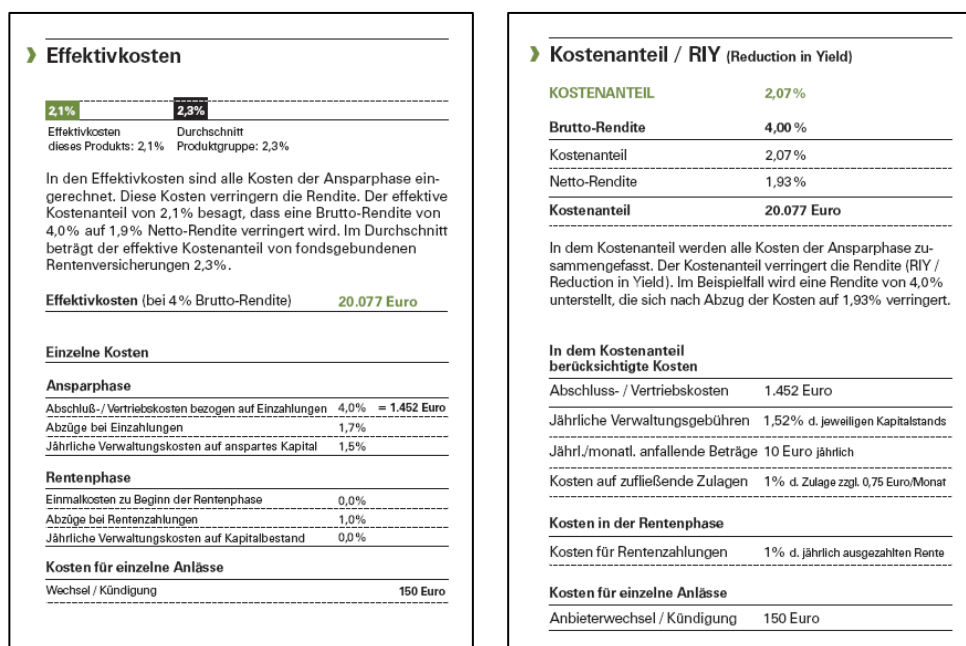 Effektivkosten
2,1% 2,3%
Effektivkosten Durchschnitt
dieses Produkts: 2,1% Produktgruppe: 2,3%
In den Effektivkosten sind alle Kosten der Ansparphase ein-
gerechnet. Diese Kosten verringern die Rendite. Der effektive
Kostenanteil von 2,1% besagt, dass eine Brutto-Rendite von
4,0% auf 1,9% Netto-Rendite verringert wird. Im Durchschnitt
beträgt der effektive Kostenanteil von fondsgebundenen
Rentenversicherungen 2,3%.
Effektivkosten (bei 4% Brutto-Rendite) 20.077 Euro
Einzelne Kosten
Ansparphase
Abschluß-/Vertriebskosten bezogen auf Einzahlungen 4,0% = 1.452 Euro
Abzüge bei Einzahlungen 1,7%
Jährliche Verwaltungskosten auf anspartes Kapital 1,5%
Rentenphase
Einmalkosten zu Beginn der Rentenphase 0,0%
Abzüge bei Rentenzahlungen 1,0%
Jährliche Verwaltungskosten auf Kapitalbestand 0,0%
Kosten für einzelne Anlässe
Wechsel / Kündigung 150 Euro
Kostenanteil / RIY (Reduction in Yield)
KOSTENANTEIL 2,07%
Brutto-Rendite 4,00%
Kostenanteil 2,07%
Netto-Rendite 1,93%
Kostenanteil 20.077 Euro
In dem Kostenanteil werden alle Kosten der Ansparphase zu-
sammengefasst. Der Kostenanteil verringert die Rendite (RIY /
Reduction in Yield). Im Beispielfall wird eine Rendite von 4,0%
unterstellt, die sich nach Abzug der Kosten auf 1,93% verringert.
In dem Kostenanteil
berücksichtigte Kosten
Abschluss- / Vertriebskosten 1.452 Euro
Jährliche Verwaltungsgebühren 1,52% d. jeweiligen Kapitalstands
Jährl./monatl. anfallende Beträge 10 Euro jährlich
Kosten auf zufließende Zulagen 1% d. Zulage zzgl. 0,75 Euro/Monat
Kosten in der Rentenphase
Kosten für Rentenzahlungen 1% d. jährlich ausgezahlten Rente
Kosten für einzelne Anlässe
Anbieterwechsel / Kündigung 150 Euro